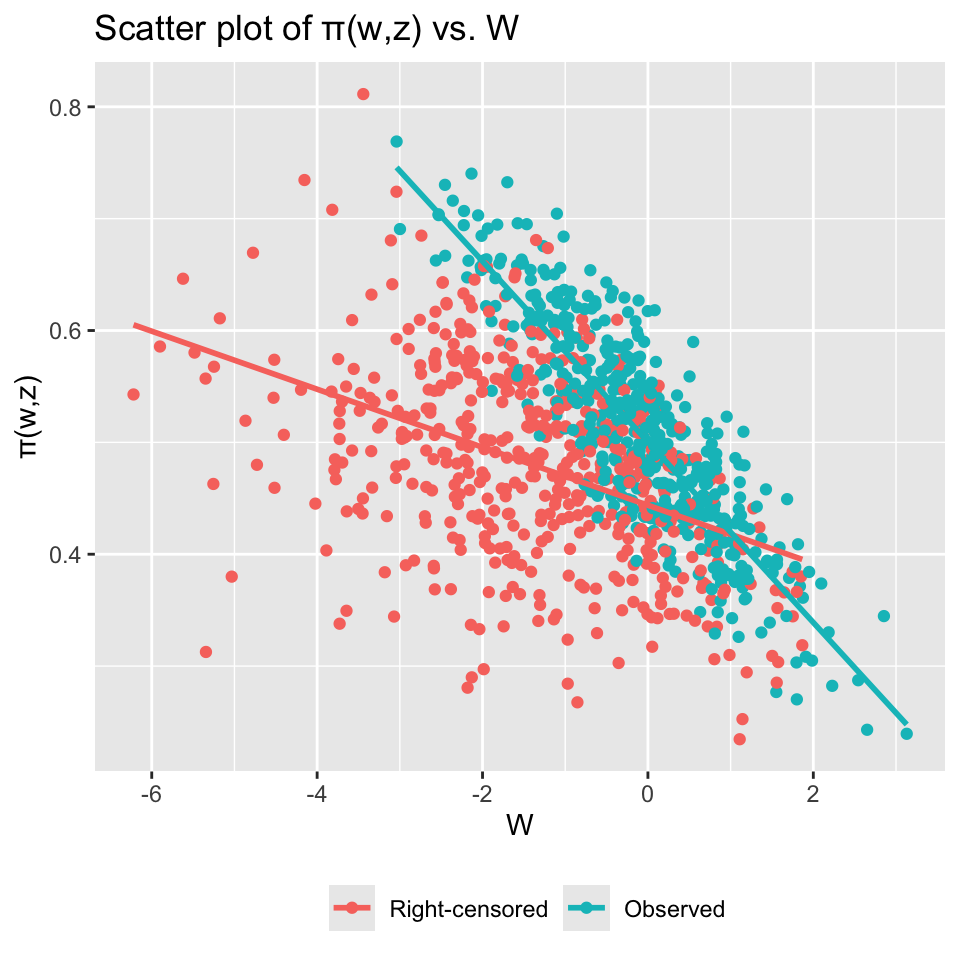 Scatter plot of π(w,z) vs. W
0.8
0.6
0.4
π(w,z)
-6 -4 -2 0 2
W
Right-censored Observed